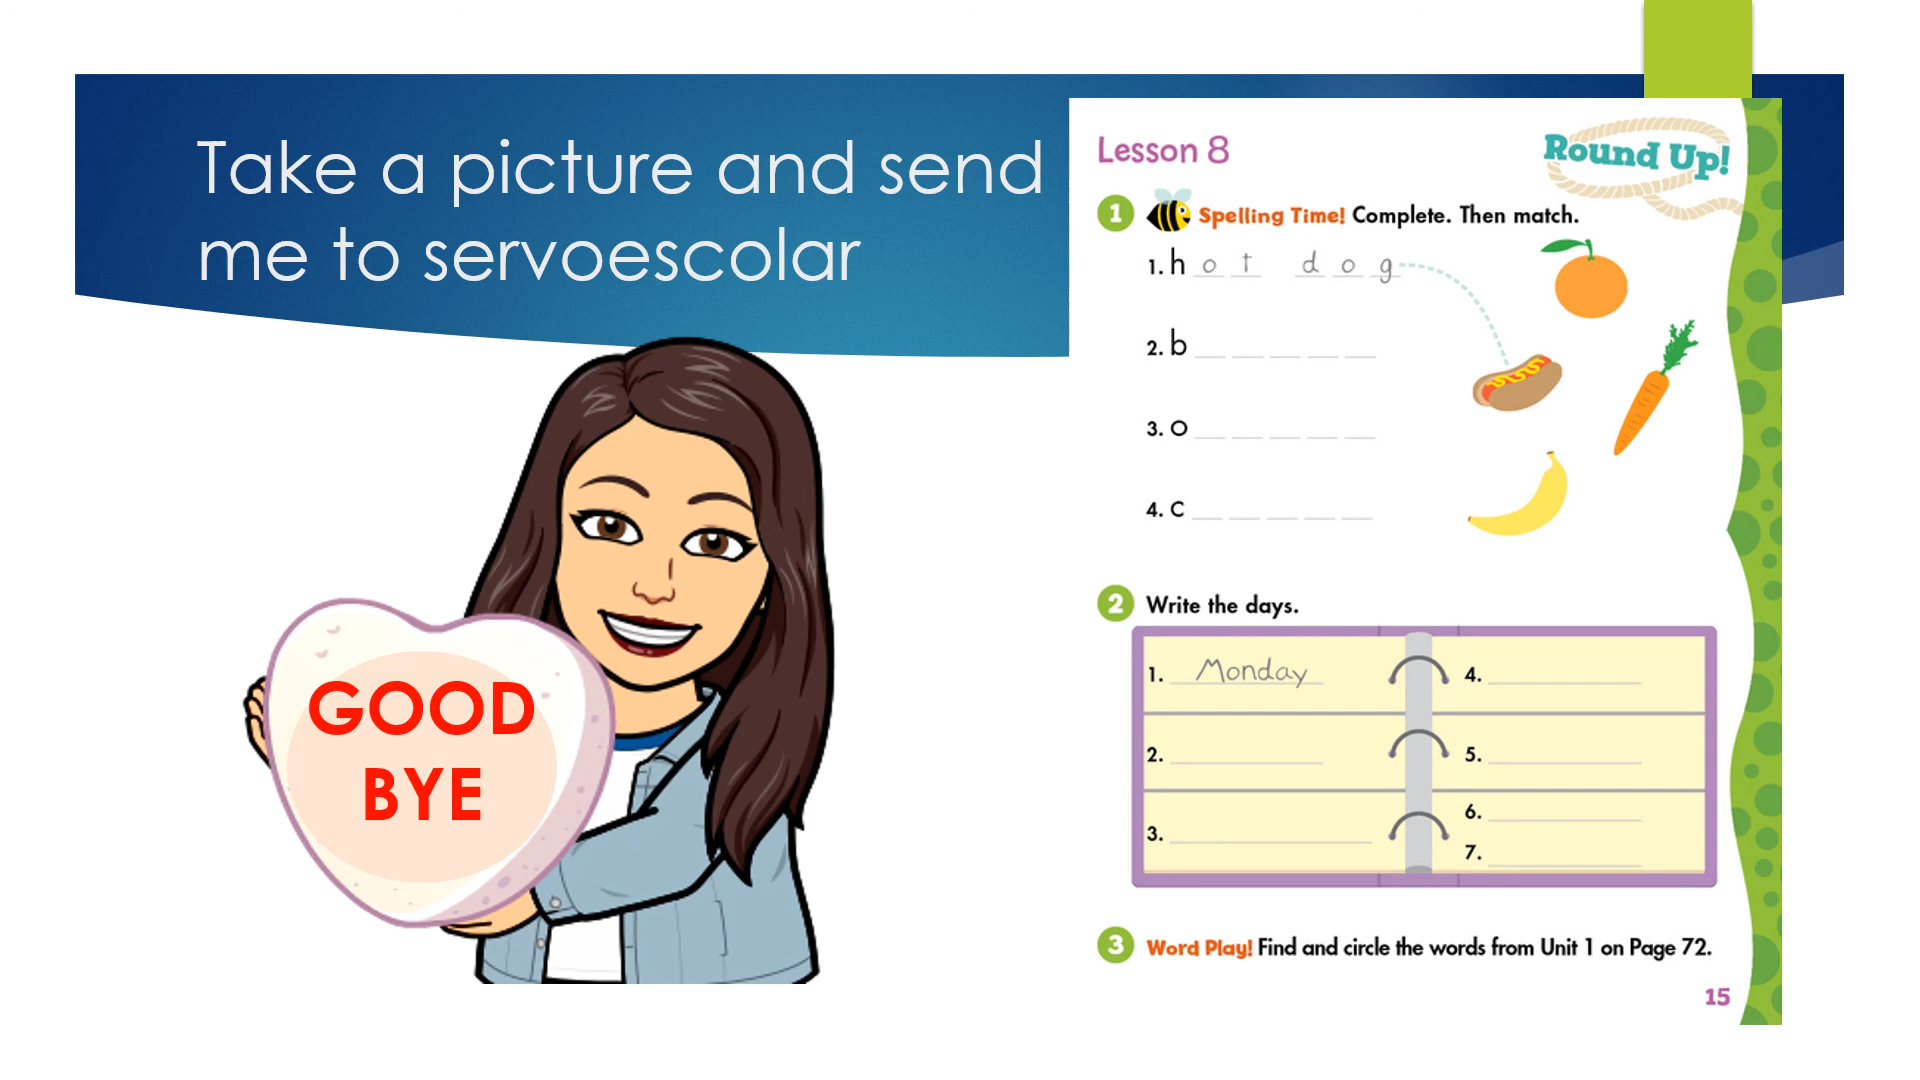 Take a picture and send
me to servoescolar
GOOD
BYE
Lesson 8
Round Up!
1 Spelling Time! Complete. Then match.
1. h o t d o g
2. b _ _ _ _ _
3. o _ _ _ _ _
4. c _ _ _ _ _
2 Write the days.
1. Monday
2.
3.
4.
5.
6.
7.
3 Word Play! Find and circle the words from Unit 1 on Page 72.
15